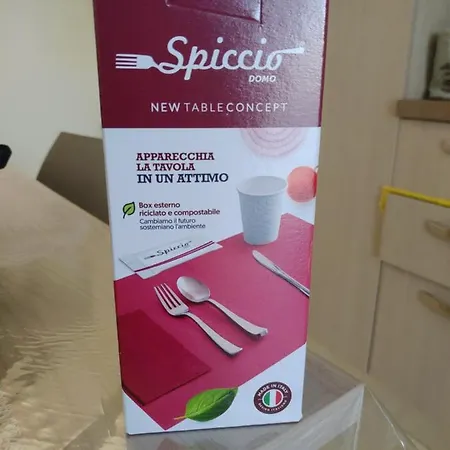 Spiccio
DOMO
NEW TABLE CONCEPT
APPARECCHIA
LA TAVOLA
IN UN ATTIMO
Box esterno
riciclato e compostabile
Cambiamo il futuro
sosteniamo l'ambiente
Spiccio
MADE IN ITALY